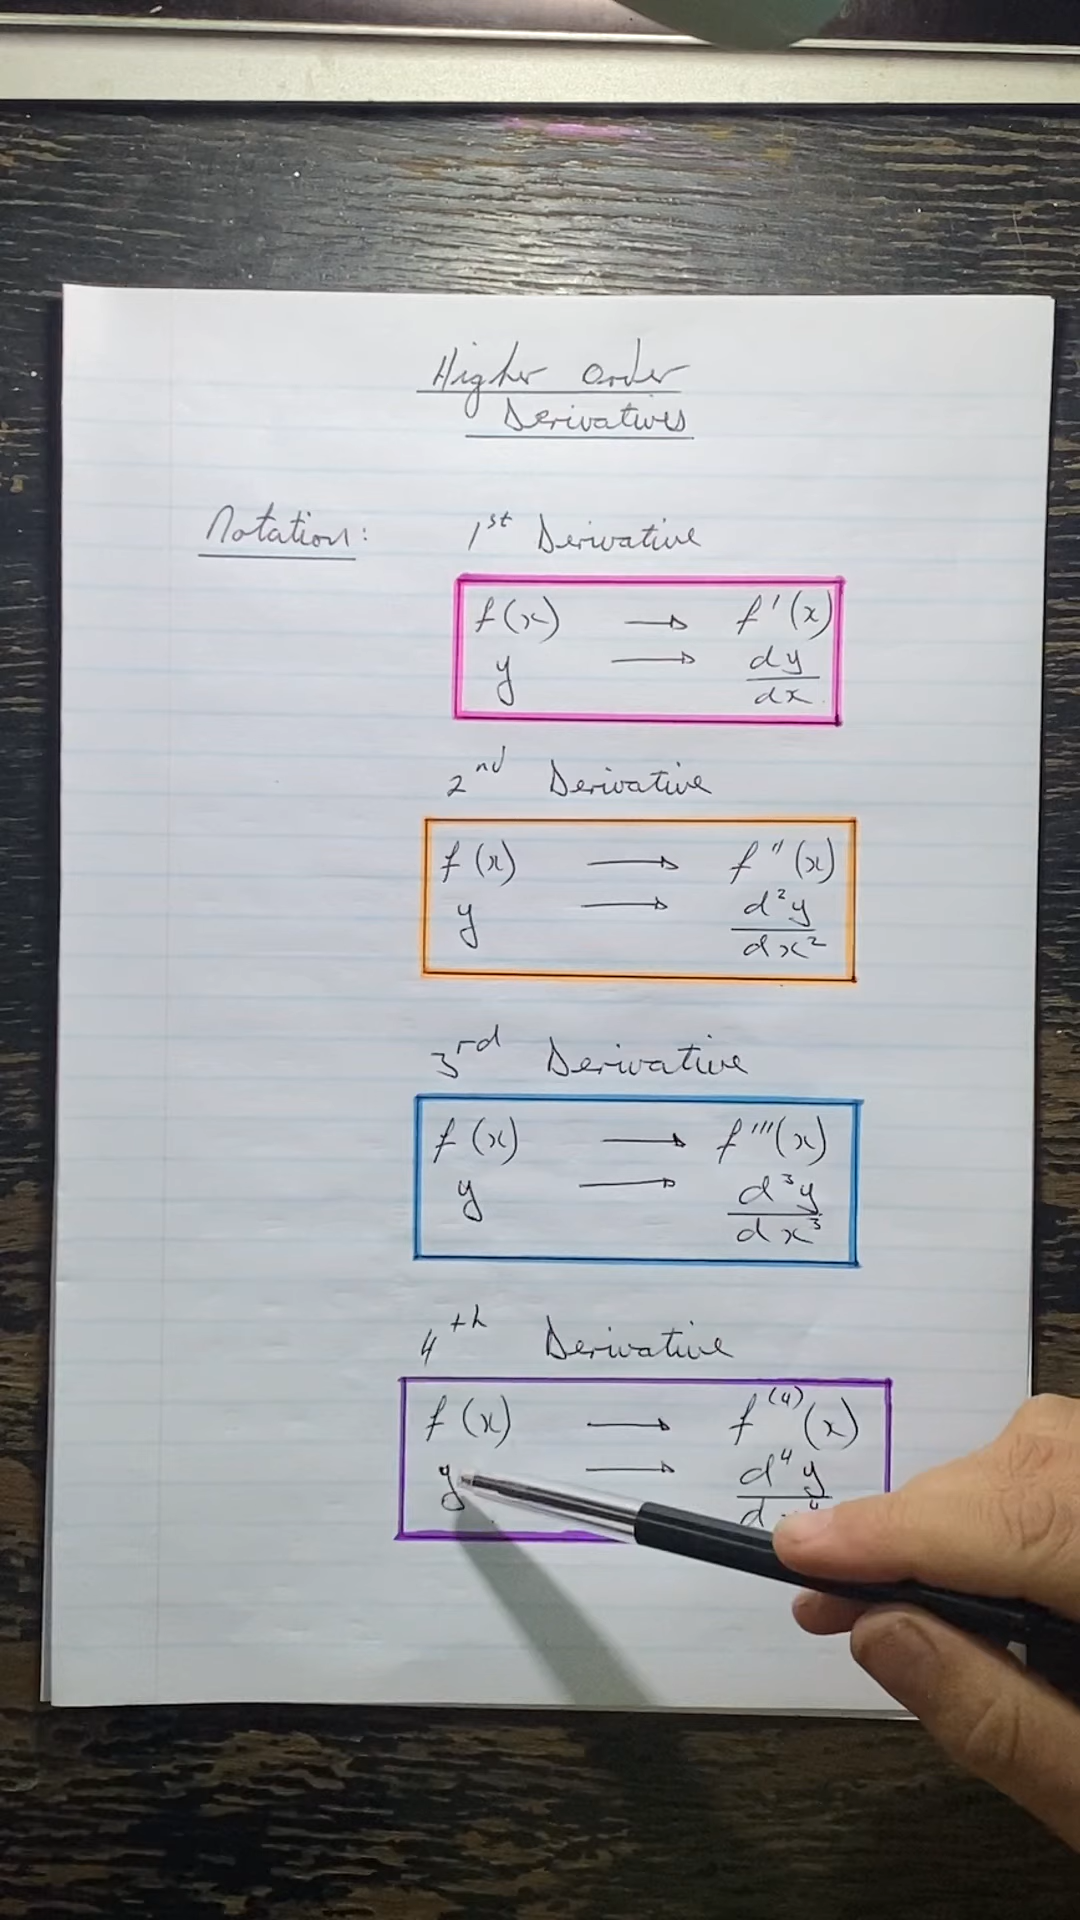 Higher Order
Derivatives
Notation:
1st Derivative
f(x) → f'(x)
y → dy/dx
2nd Derivative
f(x) → f''(x)
y → d²y/dx²
3rd Derivative
f(x) → f'''(x)
y → d³y/dx³
4th Derivative
f(x) → f⁽⁴⁾(x)
y → d⁴y/d ⁴